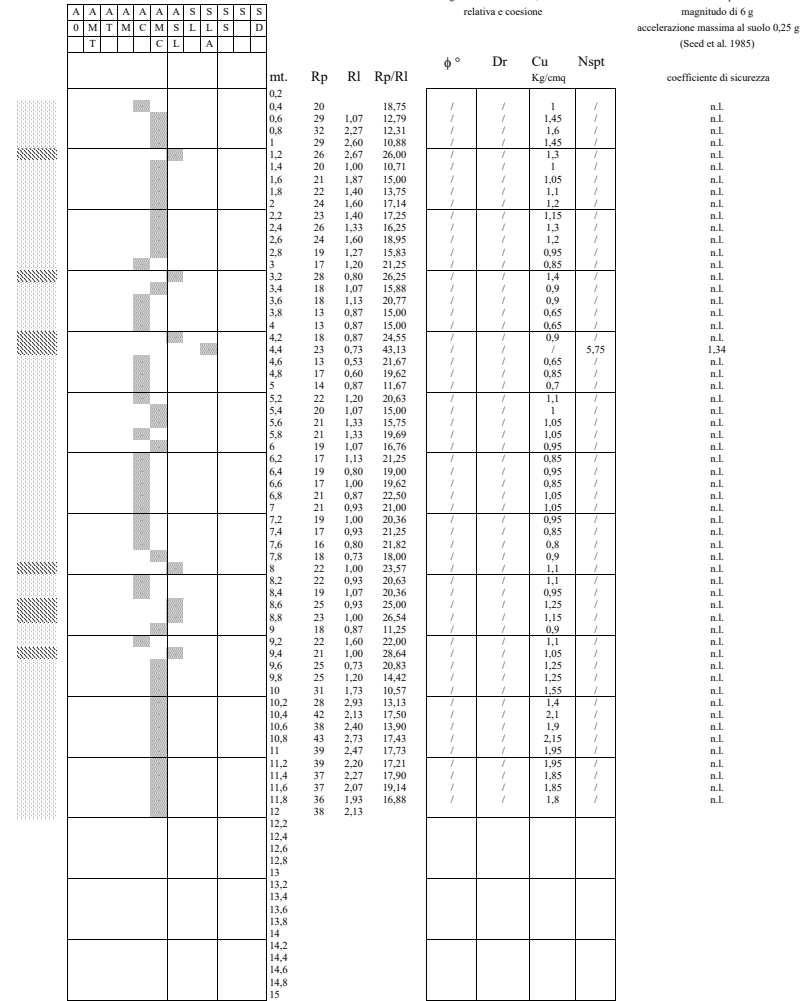 A A A A A A A S S S S S
0 M T M C M S L L S D
T C L A
relativa e coesione
magnitudo di 6 g
accelerazione massima al suolo 0,25 g
(Seed et al. 1985)
ϕ ° Dr Cu Nspt
mt. Rp Rl Rp/Rl Kg/cmq coefficiente di sicurezza
0,2
0,4 20 18,75 / / 1 / n.l.
0,6 29 1,07 12,79 / / 1,45 / n.l.
0,8 32 2,27 12,31 / / 1,6 / n.l.
1 29 2,60 10,88 / / 1,45 / n.l.
1,2 26 2,67 26,00 / / 1,3 / n.l.
1,4 20 1,00 10,71 / / 1 / n.l.
1,6 21 1,87 15,00 / / 1,05 / n.l.
1,8 22 1,40 13,75 / / 1,1 / n.l.
2 24 1,60 17,14 / / 1,2 / n.l.
2,2 23 1,40 17,25 / / 1,15 / n.l.
2,4 26 1,33 16,25 / / 1,3 / n.l.
2,6 24 1,60 18,95 / / 1,2 / n.l.
2,8 19 1,27 15,83 / / 0,95 / n.l.
3 17 1,20 21,25 / / 0,85 / n.l.
3,2 28 0,80 26,25 / / 1,4 / n.l.
3,4 18 1,07 15,88 / / 0,9 / n.l.
3,6 18 1,13 20,77 / / 0,9 / n.l.
3,8 13 0,87 15,00 / / 0,65 / n.l.
4 13 0,87 15,00 / / 0,65 / n.l.
4,2 18 0,87 24,55 / / 0,9 / n.l.
4,4 23 0,73 43,13 / / / 5,75 1,34
4,6 13 0,53 21,67 / / 0,65 / n.l.
4,8 17 0,60 19,62 / / 0,85 / n.l.
5 14 0,87 11,67 / / 0,7 / n.l.
5,2 22 1,20 20,63 / / 1,1 / n.l.
5,4 20 1,07 15,00 / / 1 / n.l.
5,6 21 1,33 15,75 / / 1,05 / n.l.
5,8 21 1,33 19,69 / / 1,05 / n.l.
6 19 1,07 16,76 / / 0,95 / n.l.
6,2 17 1,13 21,25 / / 0,85 / n.l.
6,4 19 0,80 19,00 / / 0,95 / n.l.
6,6 17 1,00 19,62 / / 0,85 / n.l.
6,8 21 0,87 22,50 / / 1,05 / n.l.
7 21 0,93 21,00 / / 1,05 / n.l.
7,2 19 1,00 20,36 / / 0,95 / n.l.
7,4 17 0,93 21,25 / / 0,85 / n.l.
7,6 16 0,80 21,82 / / 0,8 / n.l.
7,8 18 0,73 18,00 / / 0,9 / n.l.
8 22 1,00 23,57 / / 1,1 / n.l.
8,2 22 0,93 20,63 / / 1,1 / n.l.
8,4 19 1,07 20,36 / / 0,95 / n.l.
8,6 25 0,93 25,00 / / 1,25 / n.l.
8,8 23 1,00 26,54 / / 1,15 / n.l.
9 18 0,87 11,25 / / 0,9 / n.l.
9,2 22 1,60 22,00 / / 1,1 / n.l.
9,4 21 1,00 28,64 / / 1,05 / n.l.
9,6 25 0,73 20,83 / / 1,25 / n.l.
9,8 25 1,20 14,42 / / 1,25 / n.l.
10 31 1,73 10,57 / / 1,55 / n.l.
10,2 28 2,93 13,13 / / 1,4 / n.l.
10,4 42 2,13 17,50 / / 2,1 / n.l.
10,6 38 2,40 13,90 / / 1,9 / n.l.
10,8 43 2,73 17,43 / / 2,15 / n.l.
11 39 2,47 17,73 / / 1,95 / n.l.
11,2 39 2,20 17,21 / / 1,95 / n.l.
11,4 37 2,27 17,90 / / 1,85 / n.l.
11,6 37 2,07 19,14 / / 1,85 / n.l.
11,8 36 1,93 16,88 / / 1,8 / n.l.
12 38 2,13
12,2
12,4
12,6
12,8
13
13,2
13,4
13,6
13,8
14
14,2
14,4
14,6
14,8
15